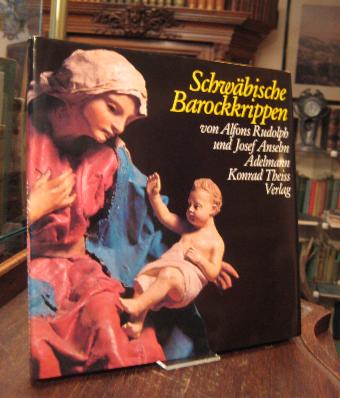 Schwäbische
Barockkrippen
von Alfons Rudolph
und Josef Anselm
Adelmann
Konrad Theiss
Verlag